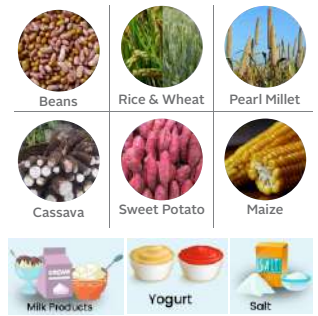 Beans
Rice & Wheat
Pearl Millet
Cassava
Sweet Potato
Maize
Milk Products
Yogurt
Salt